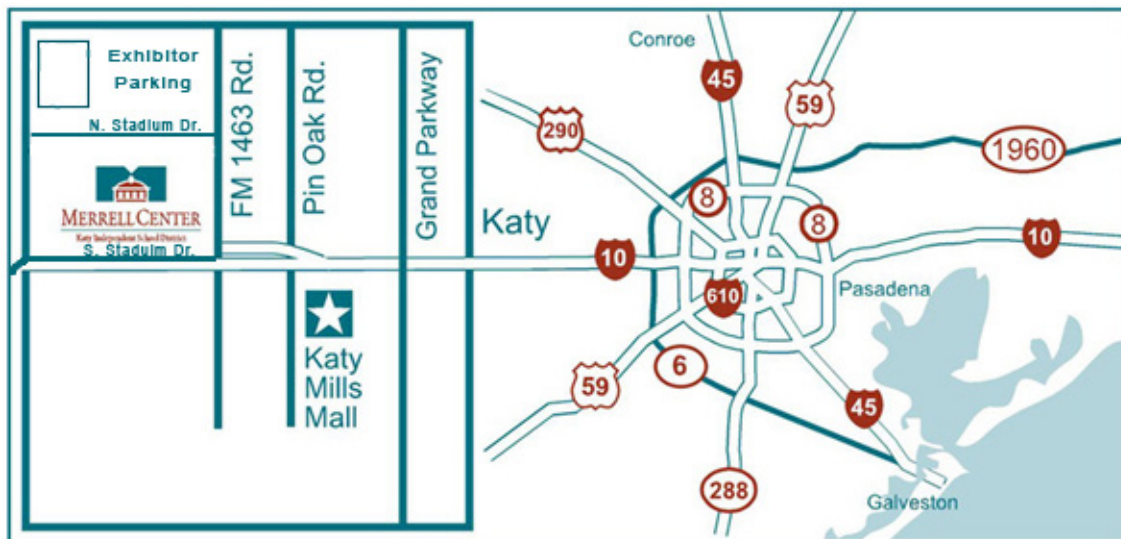 Exhibitor
Parking
N. Stadium Dr.
MERRELL CENTER
Katy Independent School District
S. Staduim Dr.
FM 1463 Rd.
Pin Oak Rd.
Grand Parkway
Katy
Katy
Mills
Mall
Conroe
45
59
290
1960
8
8
10
10
610
Pasadena
59
6
45
288
Galveston